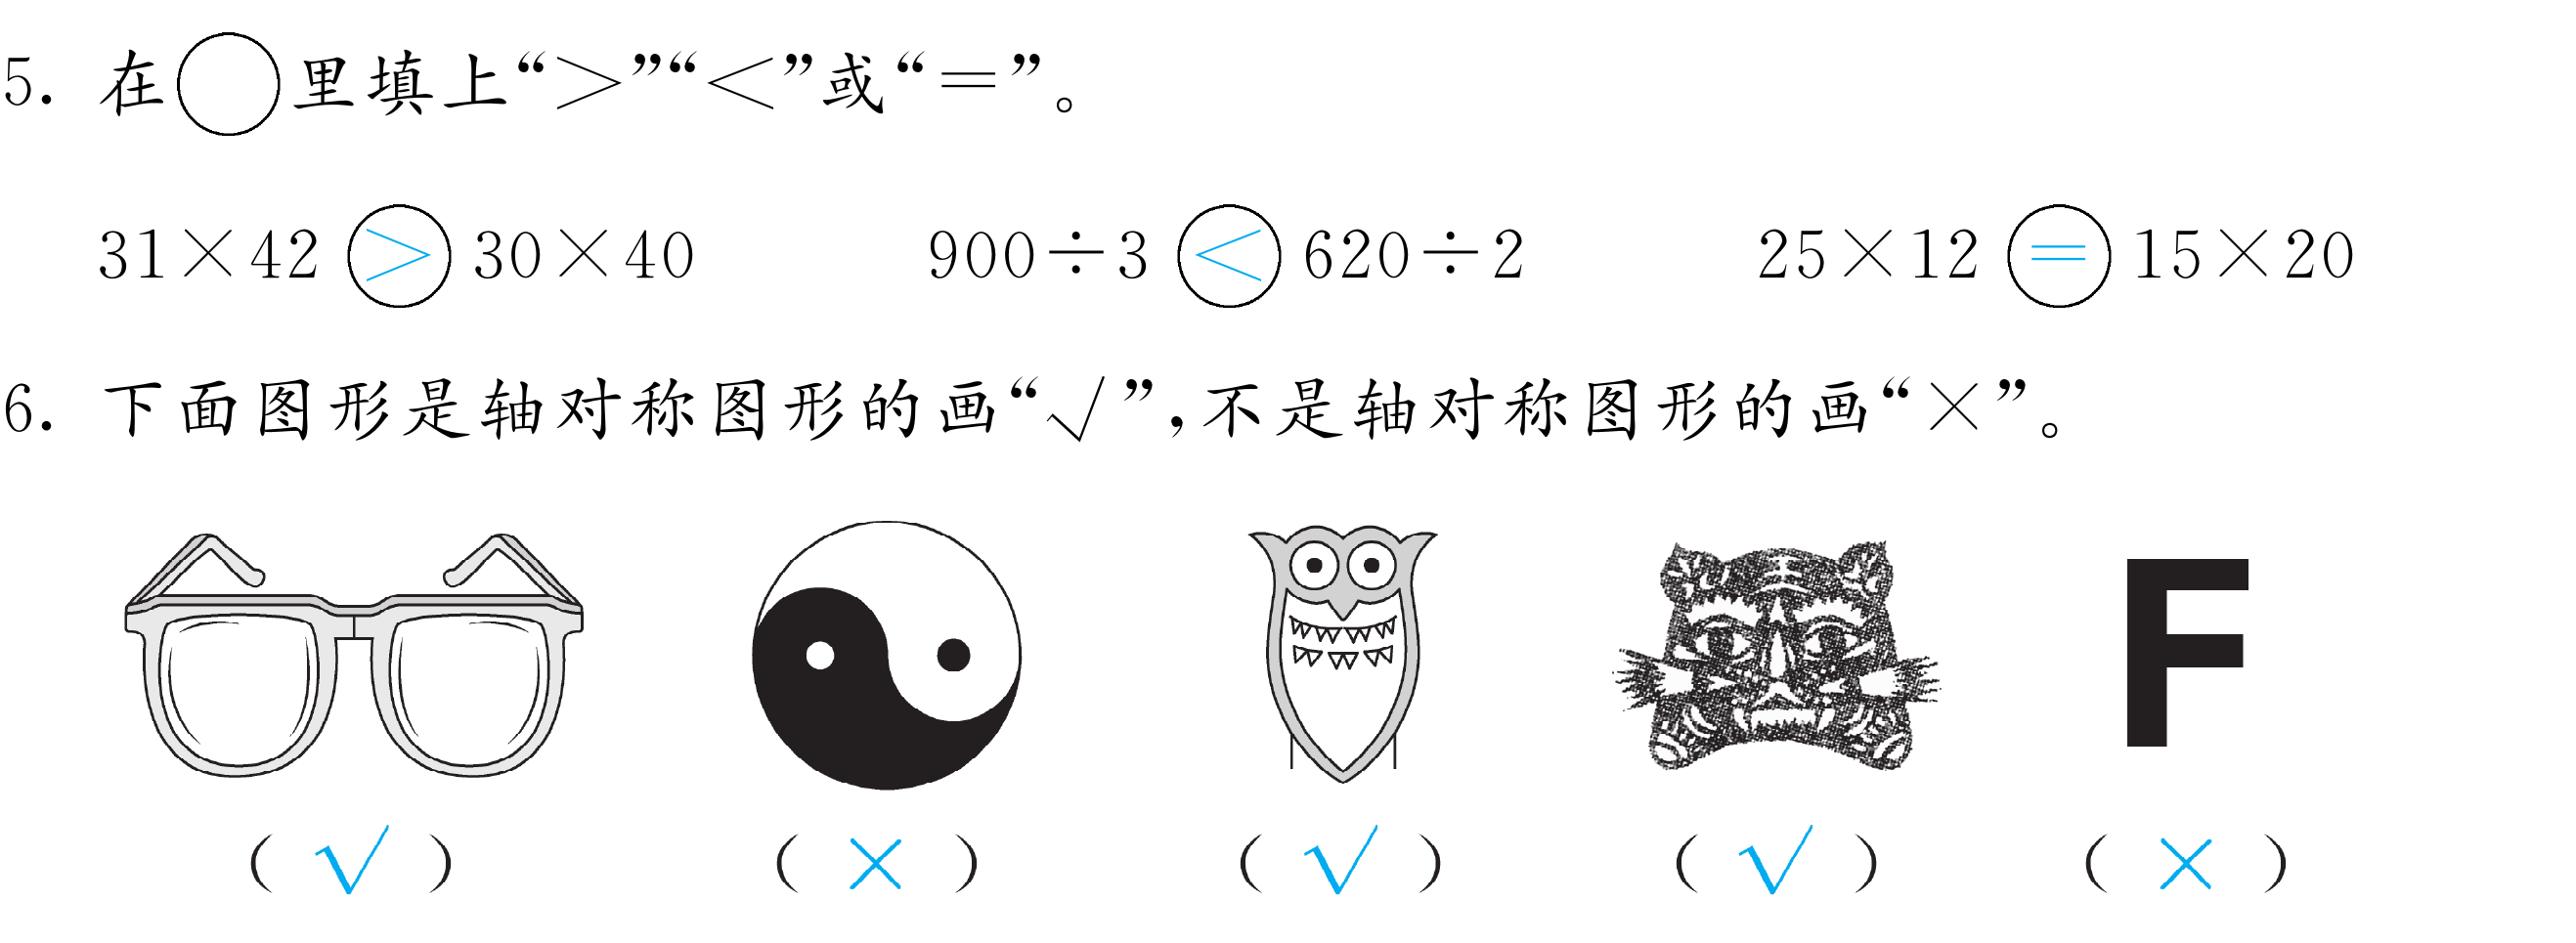 5. 在○里填上“>”“<”或“=”。
31×42 > 30×40 900÷3 < 620÷2 25×12 = 15×20
6. 下面图形是轴对称图形的画“√”,不是轴对称图形的画“×”。
F
( √ ) ( × ) ( √ ) ( √ ) ( × )